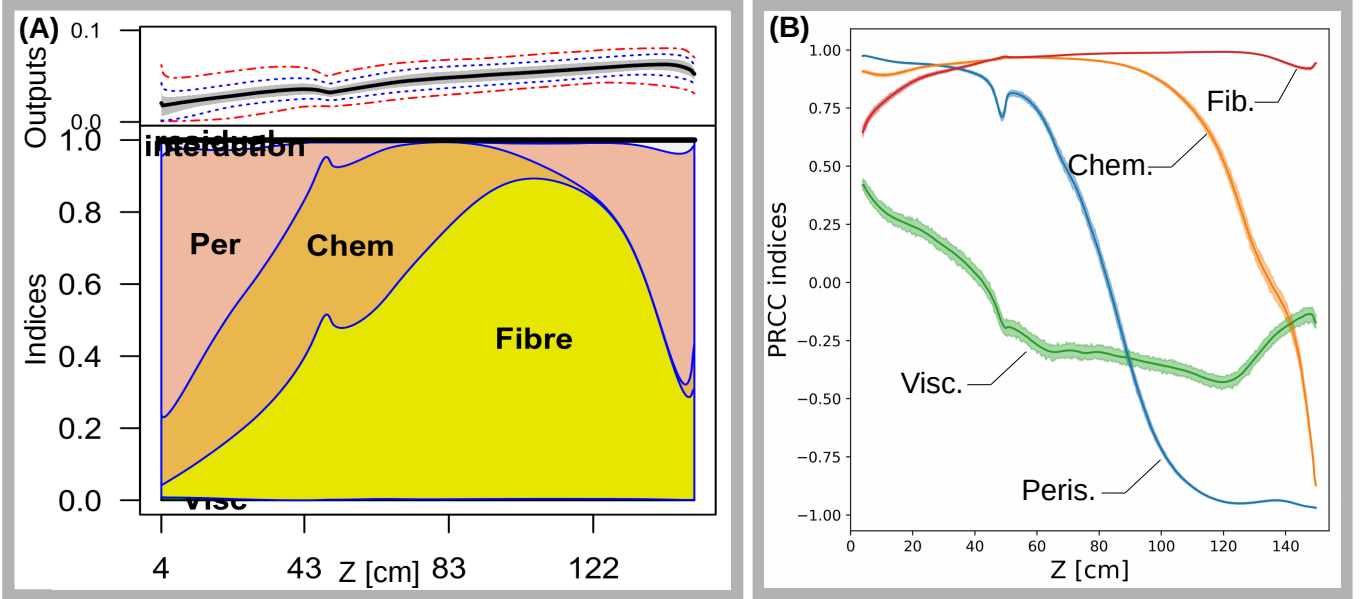 (A)
Outputs
0.1
0.0
Indices
1.0
0.8
0.6
0.4
0.2
0.0
interaction
Per
Chem
Fibre
Visc
4 43 Z [cm] 83 122
(B)
PRCC indices
1.00
0.75
0.50
0.25
0.00
−0.25
−0.50
−0.75
−1.00
Fib.
Chem.
Visc.
Peris.
0 20 40 60 80 100 120 140
Z [cm]